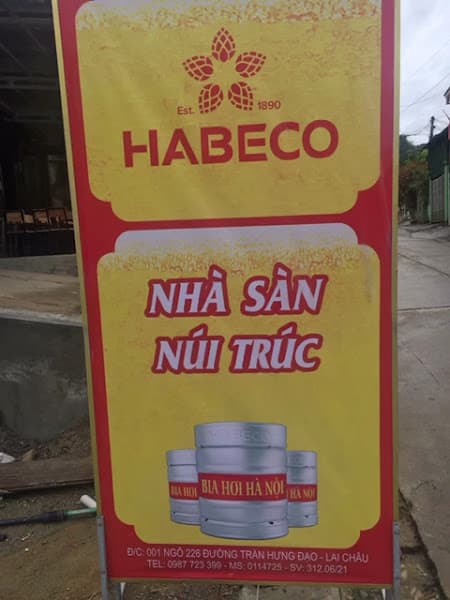 Est. 1890
HABECO
NHÀ SÀN
NÚI TRÚC
HABECO
BIA HƠI HÀ NỘI
BIA HƠI
HÀ NỘI
Đ/C: 001 NGÕ 226 ĐƯỜNG TRẦN HƯNG ĐẠO - LAI CHÂU
TEL: 0987 723 399 - MS: 0114725 - SV: 312.06/21